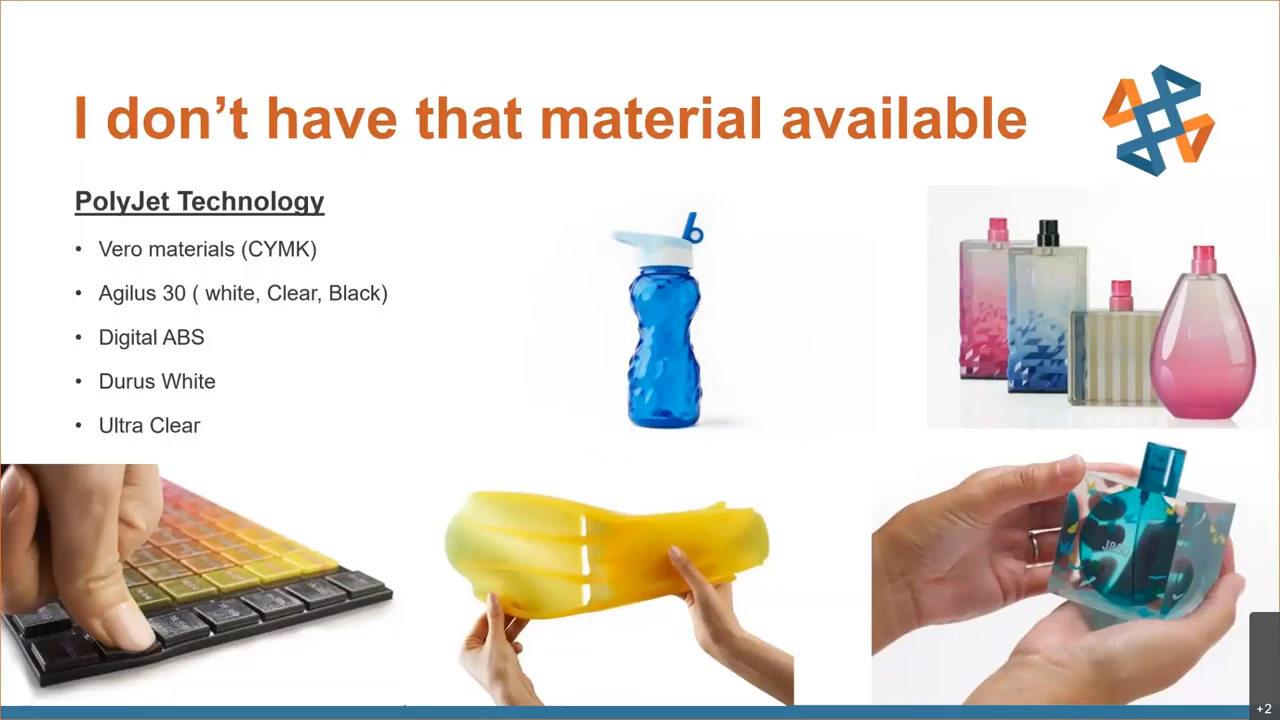 I don’t have that material available
PolyJet Technology
• Vero materials (CYMK)
• Agilus 30 ( white, Clear, Black)
• Digital ABS
• Durus White
• Ultra Clear
+2